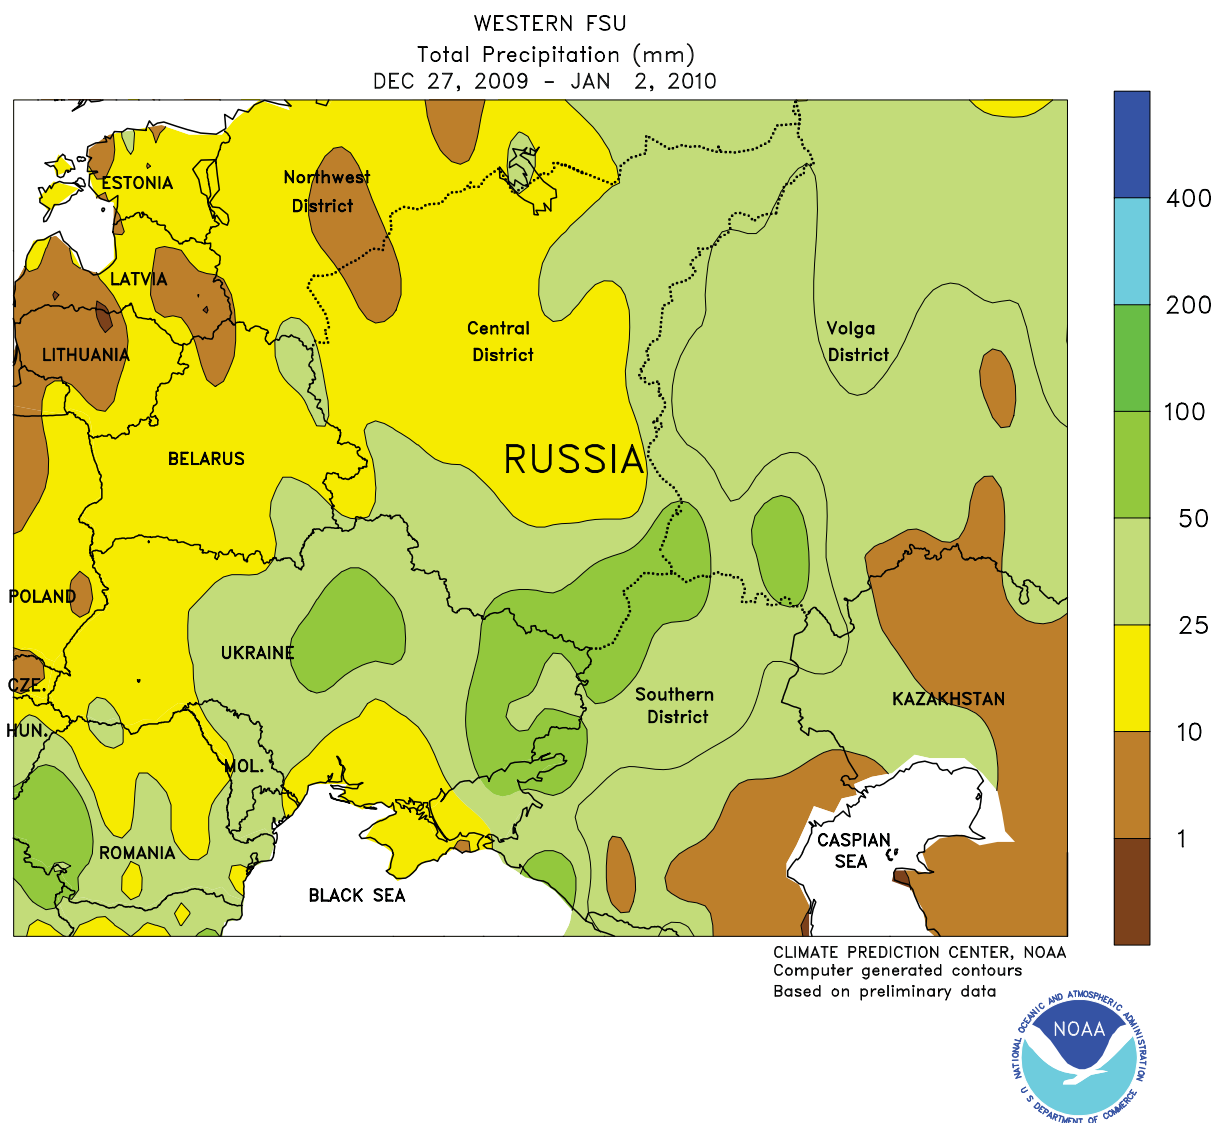 WESTERN FSU
Total Precipitation (mm)
DEC 27, 2009 - JAN 2, 2010
400
200
100
50
25
10
1
Northwest
District
ESTONIA
LATVIA
LITHUANIA
Central
District
Volga
District
RUSSIA
BELARUS
POLAND
UKRAINE
CZE.
Southern
District
KAZAKHSTAN
HUN.
MOL.
ROMANIA
CASPIAN
SEA
BLACK SEA
CLIMATE PREDICTION CENTER, NOAA
Computer generated contours
Based on preliminary data
NATIONAL OCEANIC AND ATMOSPHERIC ADMINISTRATION
NOAA
U S DEPARTMENT OF COMMERCE